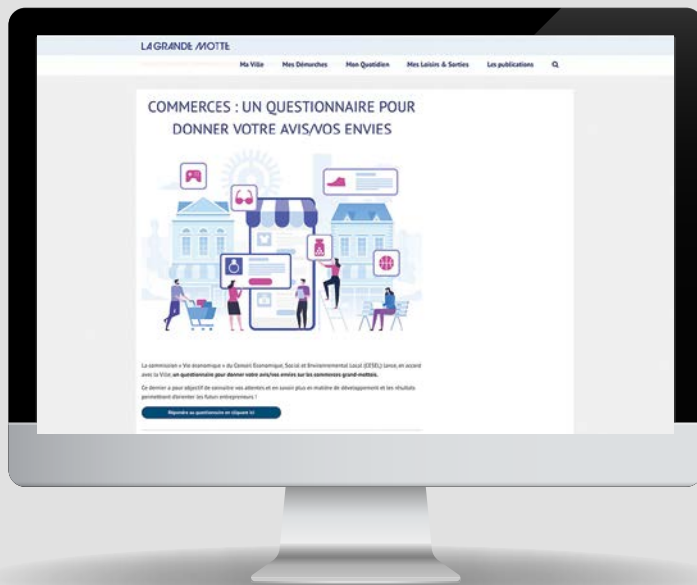 LA GRANDE MOTTE
Ma Ville Mes Démarches Mon Quotidien Mes Loisirs & Sorties Les publications
COMMERCES : UN QUESTIONNAIRE POUR
DONNER VOTRE AVIS/VOS ENVIES
La commission « Vie économique » du Conseil Economique, Social et Environnemental Local (CESEL) lance, en accord
avec la Ville, un questionnaire pour donner votre avis/vos envies sur les commerces grand-mottois.
Ce dernier a pour objectif de connaître vos attentes et en savoir plus en matière de développement et les résultats
permettront d'orienter les futurs entrepreneurs !
Répondre au questionnaire en cliquant ici